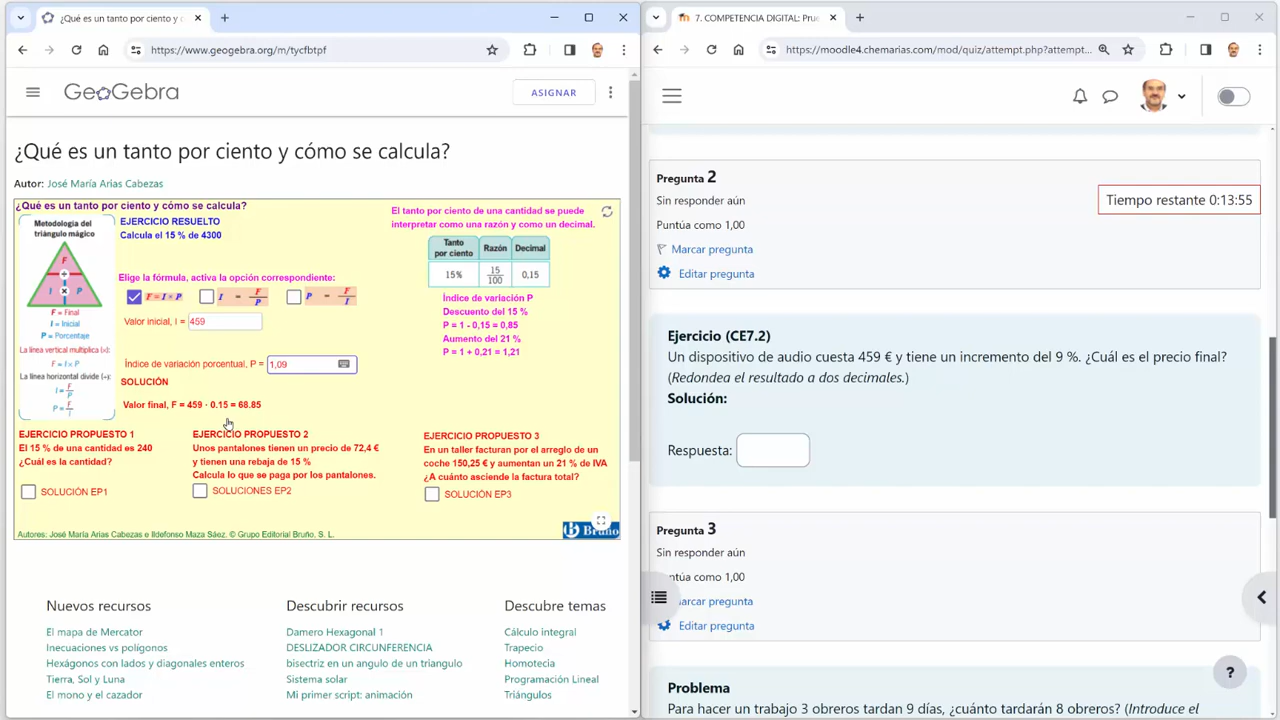 ¿Qué es un tanto por ciento y c
7. COMPETENCIA DIGITAL: Pru
https://www.geogebra.org/m/tycfbtpf
https://moodle4.chemarias.com/mod/quiz/attempt.php?attempt...
GeoGebra
ASIGNAR
¿Qué es un tanto por ciento y cómo se calcula?
Autor: José María Arias Cabezas
¿Qué es un tanto por ciento y cómo se calcula?
Metodología del
triángulo mágico
F
÷
I × P
F = Final
I = Inicial
P = Porcentaje
La línea vertical multiplica (×):
F = I × P
La línea horizontal divide (÷):
I = F/P
P = F/I
EJERCICIO RESUELTO
Calcula el 15 % de 4300
Elige la fórmula, activa la opción correspondiente:
F = I × P
I = F/P
P = F/I
Valor inicial, I = 459
Índice de variación porcentual, P = 1,09
SOLUCIÓN
Valor final, F = 459 · 0.15 = 68.85
El tanto por ciento de una cantidad se puede
interpretar como una razón y como un decimal.
Tanto por ciento Razón Decimal
15% 15/100 0,15
Índice de variación P
Descuento del 15 %
P = 1 - 0,15 = 0,85
Aumento del 21 %
P = 1 + 0,21 = 1,21
EJERCICIO PROPUESTO 1
El 15 % de una cantidad es 240
¿Cuál es la cantidad?
SOLUCIÓN EP1
EJERCICIO PROPUESTO 2
Unos pantalones tienen un precio de 72,4 €
y tienen una rebaja de 15 %
Calcula lo que se paga por los pantalones.
SOLUCIONES EP2
EJERCICIO PROPUESTO 3
En un taller facturan por el arreglo de un
coche 150,25 € y aumentan un 21 % de IVA
¿A cuánto asciende la factura total?
SOLUCIÓN EP3
Autores: José María Arias Cabezas e Ildefonso Maza Sáez. © Grupo Editorial Bruño, S. L.
Bruño
Nuevos recursos
El mapa de Mercator
Inecuaciones vs polígonos
Hexágonos con lados y diagonales enteros
Tierra, Sol y Luna
El mono y el cazador
Descubrir recursos
Damero Hexagonal 1
DESLIZADOR CIRCUNFERENCIA
bisectriz en un angulo de un triangulo
Sistema solar
Mi primer script: animación
Descubre temas
Cálculo integral
Trapecio
Homotecia
Programación Lineal
Triángulos
Pregunta 2
Sin responder aún
Puntúa como 1,00
Marcar pregunta
Editar pregunta
Tiempo restante 0:13:55
Ejercicio (CE7.2)
Un dispositivo de audio cuesta 459 € y tiene un incremento del 9 %. ¿Cuál es el precio final?
(Redondea el resultado a dos decimales.)
Solución:
Respuesta:
Pregunta 3
Sin responder aún
ntúa como 1,00
arcar pregunta
Editar pregunta
?
Problema
Para hacer un trabajo 3 obreros tardan 9 días, ¿cuánto tardarán 8 obreros? (Introduce el